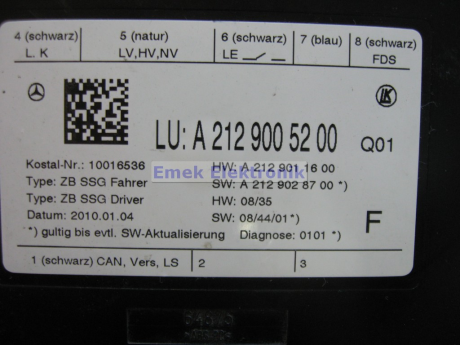 4 (schwarz) 5 (natur) 6 (schwarz) 7 (blau) 8 (schwarz)
L. K LV,HV,NV LE FDS
LU: A 212 900 52 00 Q01
Kostal-Nr.: 10016536 HW: A 212 901 16 00
Emek Elektronik
Type: ZB SSG Fahrer SW: A 212 902 87 00 *)
Type: ZB SSG Driver HW: 08/35
Datum: 2010.01.04 SW: 08/44/01*) F
*) gultig bis evtl. SW-Aktualisierung Diagnose: 0101 *)
1 (schwarz) CAN, Vers, LS 2 3